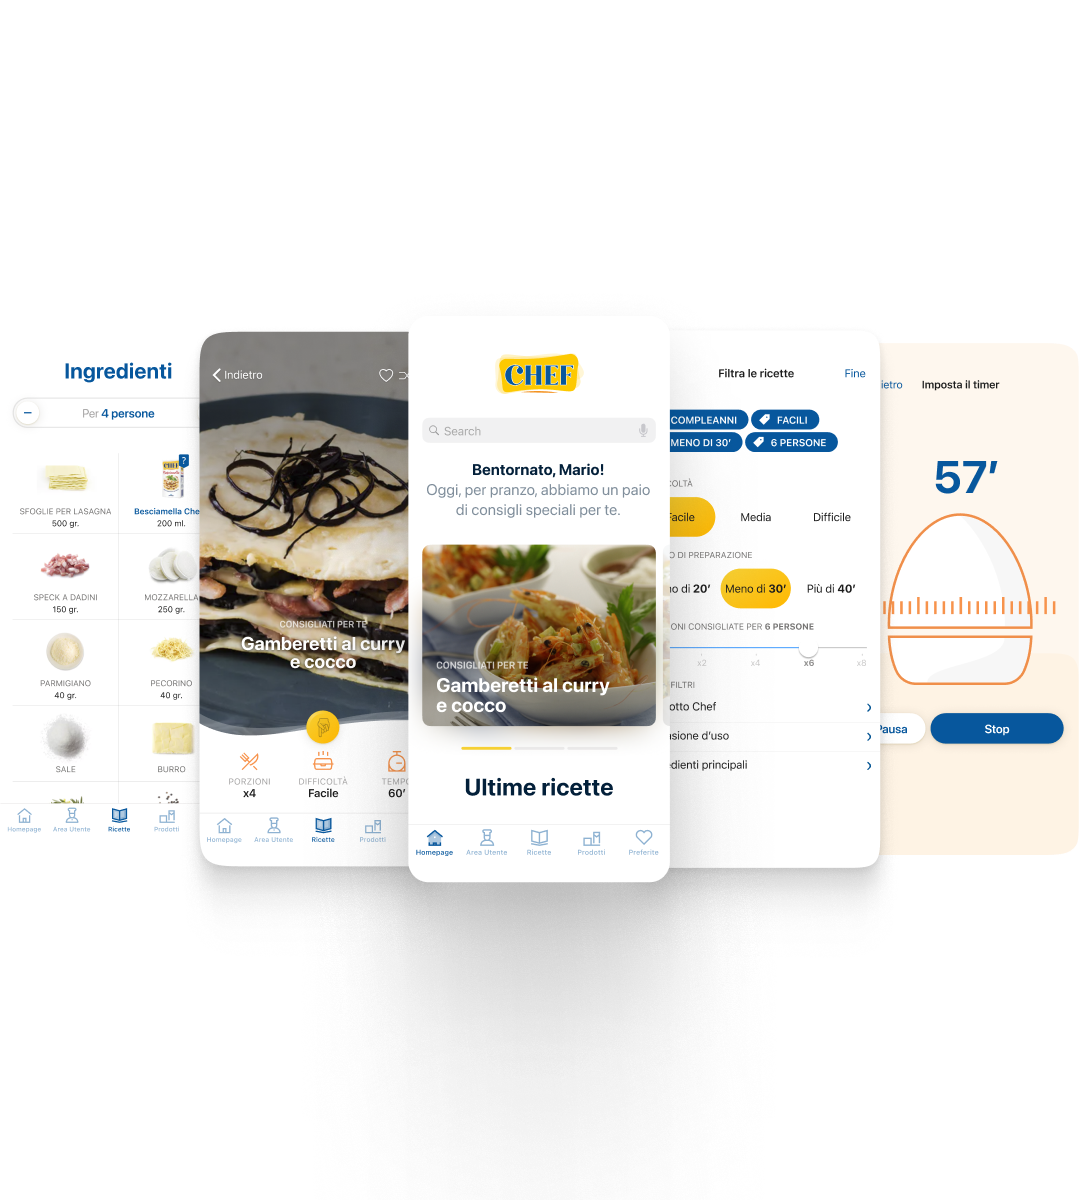 Ingredienti
Per 4 persone
SFOGLIE PER LASAGNA
500 gr.
CHEF
?
Besciamella Che
200 ml.
SPECK A DADINI
150 gr.
MOZZARELLA
250 gr.
PARMIGIANO
40 gr.
PECORINO
40 gr.
SALE
BURRO
Homepage
Area Utente
Ricette
Prodotti
Indietro
CONSIGLIATI PER TE
Gamberetti al curry
e cocco
PORZIONI
x4
DIFFICOLTÀ
Facile
TEMPO
60′
Homepage
Area Utente
Ricette
Prodotti
CHEF
Search
Bentornato, Mario!
Oggi, per pranzo, abbiamo un paio
di consigli speciali per te.
CONSIGLIATI PER TE
Gamberetti al curry
e cocco
Ultime ricette
Homepage
Area Utente
Ricette
Prodotti
Preferite
Filtra le ricette
Fine
COMPLEANNI
FACILI
MENO DI 30′
6 PERSONE
COLTÀ
Facile
Media
Difficile
O DI PREPARAZIONE
no di 20′
Meno di 30′
Più di 40′
ONI CONSIGLIATE PER 6 PERSONE
x2
x4
x6
x8
FILTRI
otto Chef
asione d'uso
edienti principali
ietro
Imposta il timer
57′
Pausa
Stop